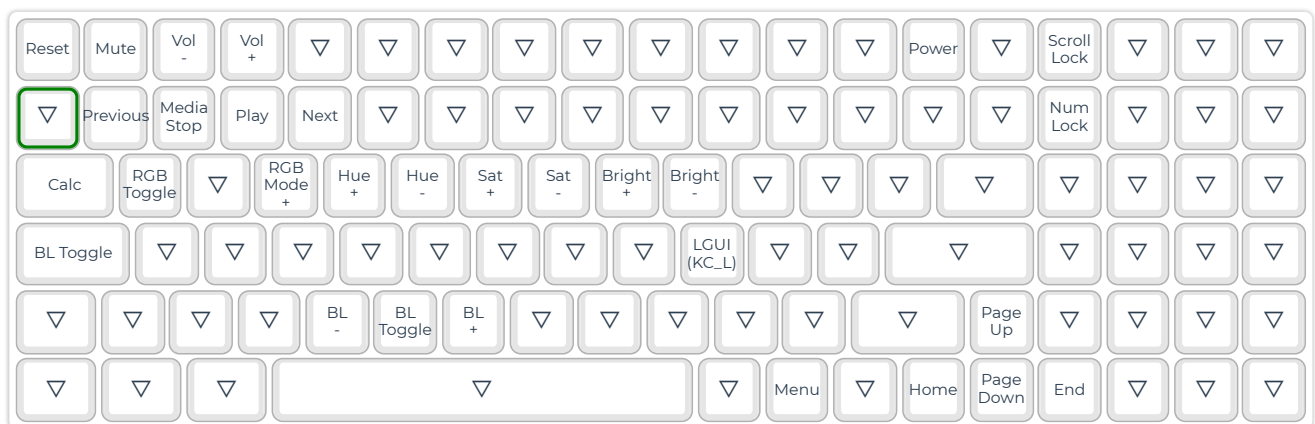 Reset
Mute
Vol
-
Vol
+
▽
▽
▽
▽
▽
▽
▽
▽
▽
Power
▽
Scroll
Lock
▽
▽
▽
▽
Previous
Media
Stop
Play
Next
▽
▽
▽
▽
▽
▽
▽
▽
▽
▽
Num
Lock
▽
▽
▽
Calc
RGB
Toggle
▽
RGB
Mode
+
Hue
+
Hue
-
Sat
+
Sat
-
Bright
+
Bright
-
▽
▽
▽
▽
▽
▽
▽
▽
BL Toggle
▽
▽
▽
▽
▽
▽
▽
▽
LGUI
(KC_L)
▽
▽
▽
▽
▽
▽
▽
▽
▽
▽
▽
BL
-
BL
Toggle
BL
+
▽
▽
▽
▽
▽
▽
Page
Up
▽
▽
▽
▽
▽
▽
▽
▽
▽
Menu
▽
Home
Page
Down
End
▽
▽
▽